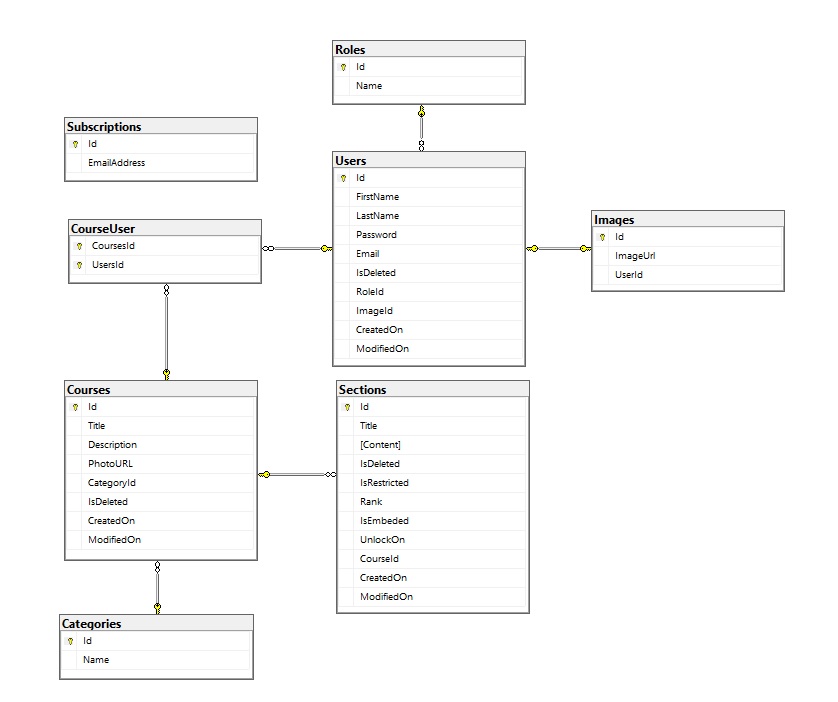 Roles
Id
Name
Subscriptions
Id
EmailAddress
Users
Id
FirstName
LastName
Password
Email
IsDeleted
RoleId
ImageId
CreatedOn
ModifiedOn
Images
Id
ImageUrl
UserId
CourseUser
CoursesId
UsersId
Courses
Id
Title
Description
PhotoURL
CategoryId
IsDeleted
CreatedOn
ModifiedOn
Sections
Id
Title
[Content]
IsDeleted
IsRestricted
Rank
IsEmbeded
UnlockOn
CourseId
CreatedOn
ModifiedOn
Categories
Id
Name